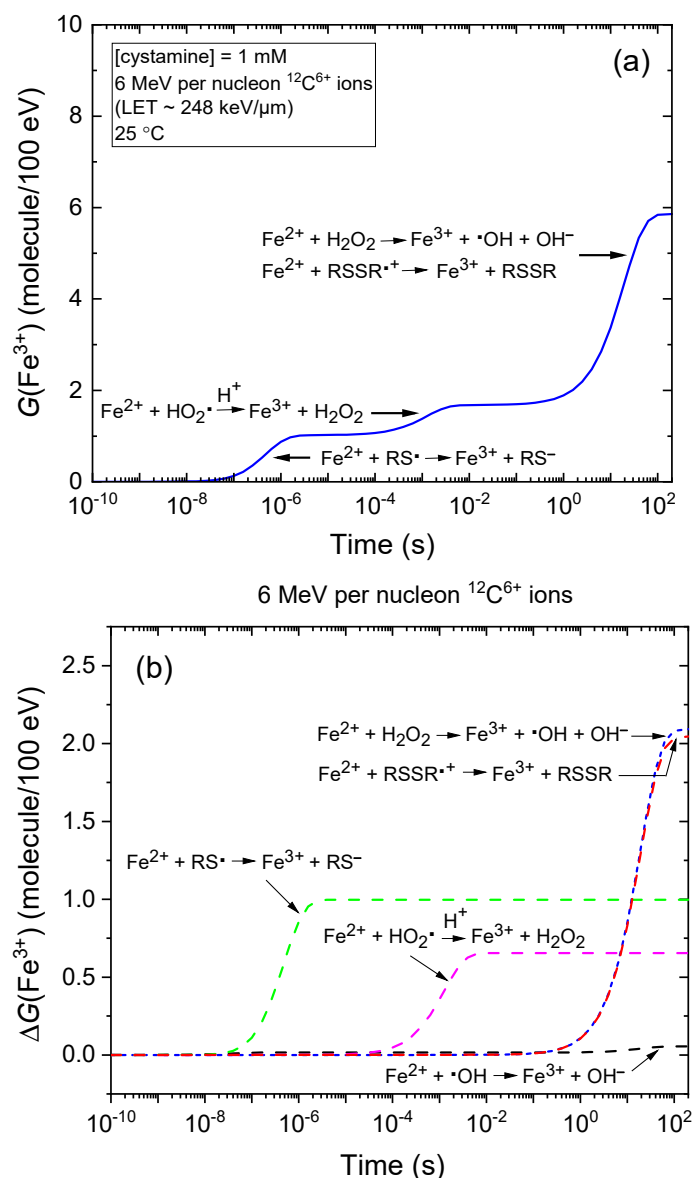 (a)
[cystamine] = 1 mM
6 MeV per nucleon ¹²C⁶⁺ ions
(LET ~ 248 keV/μm)
25 °C
10
8
6
4
2
0
G(Fe³⁺) (molecule/100 eV)
Fe²⁺ + H₂O₂ → Fe³⁺ + ·OH + OH⁻
Fe²⁺ + RSSR·⁺ → Fe³⁺ + RSSR
H⁺
Fe²⁺ + HO₂· → Fe³⁺ + H₂O₂
Fe²⁺ + RS· → Fe³⁺ + RS⁻
10⁻¹⁰ 10⁻⁸ 10⁻⁶ 10⁻⁴ 10⁻² 10⁰ 10²
Time (s)
6 MeV per nucleon ¹²C⁶⁺ ions
(b)
2.5
2.0
1.5
1.0
0.5
0.0
ΔG(Fe³⁺) (molecule/100 eV)
Fe²⁺ + H₂O₂ → Fe³⁺ + ·OH + OH⁻
Fe²⁺ + RSSR·⁺ → Fe³⁺ + RSSR
Fe²⁺ + RS· → Fe³⁺ + RS⁻
H⁺
Fe²⁺ + HO₂· → Fe³⁺ + H₂O₂
Fe²⁺ + ·OH → Fe³⁺ + OH⁻
10⁻¹⁰ 10⁻⁸ 10⁻⁶ 10⁻⁴ 10⁻² 10⁰ 10²
Time (s)